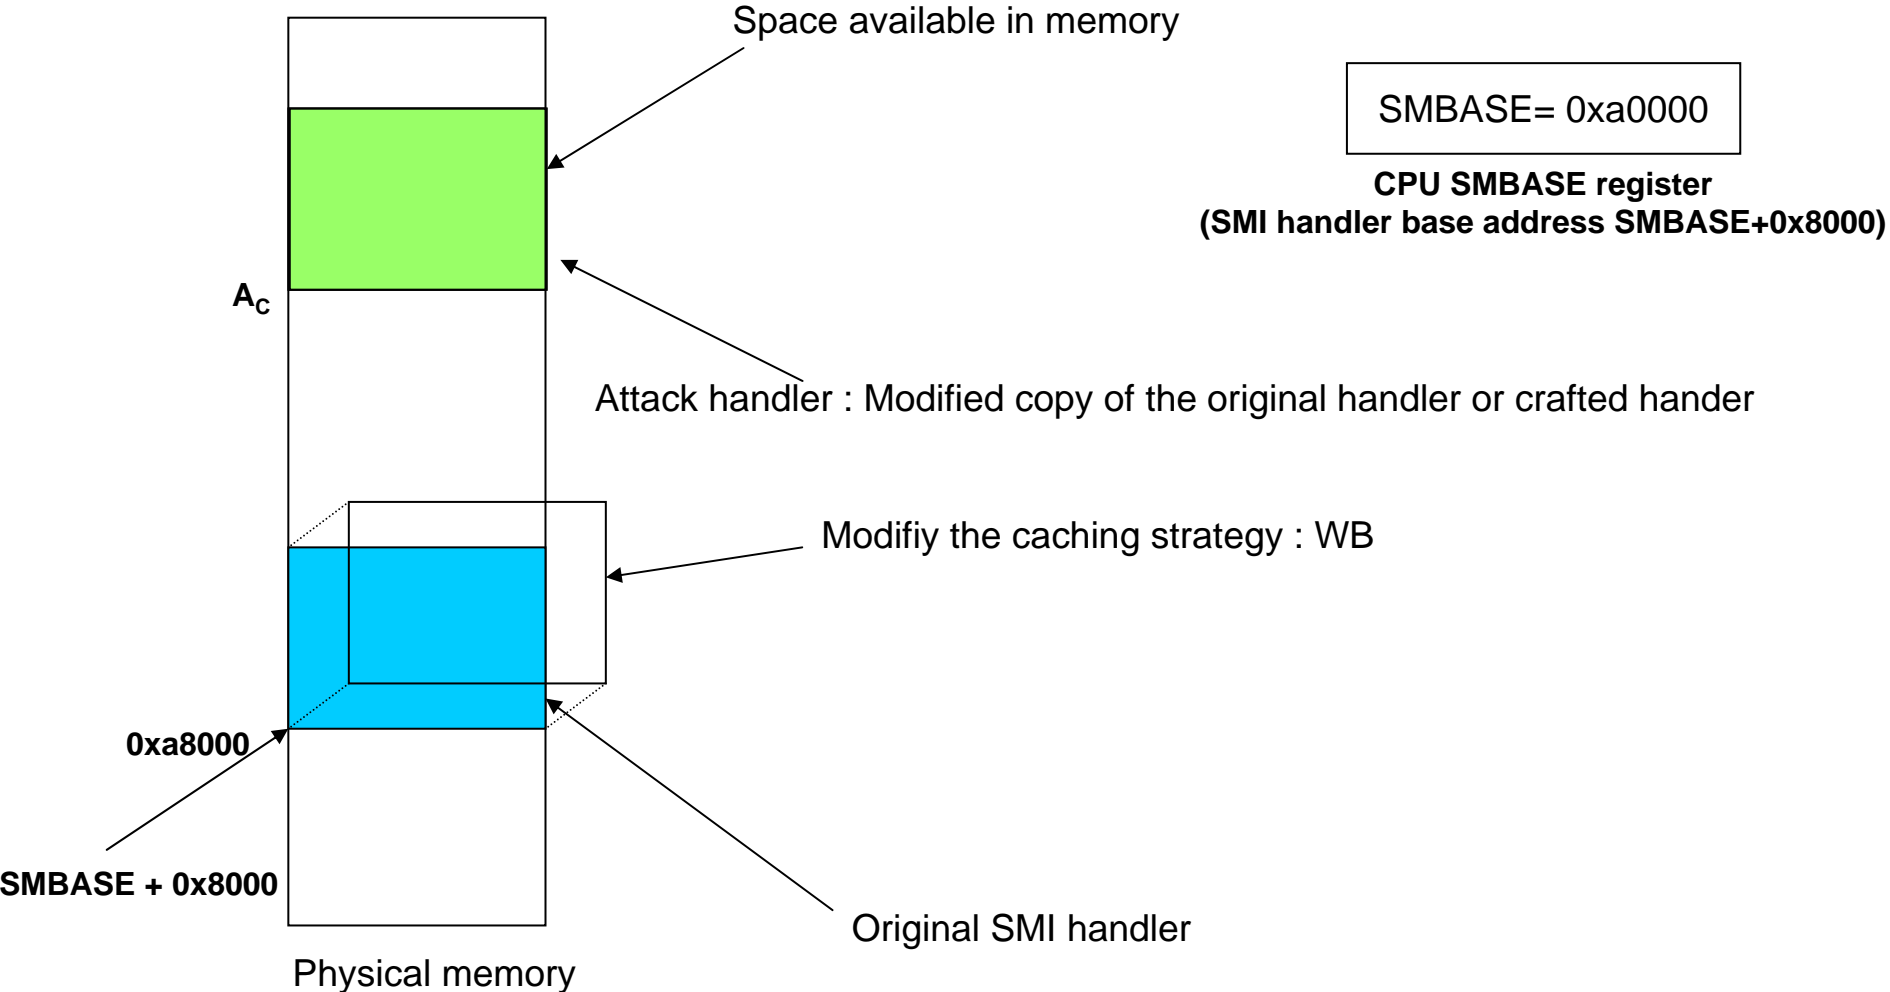 Space available in memory
SMBASE= 0xa0000
CPU SMBASE register
(SMI handler base address SMBASE+0x8000)
AC
Attack handler : Modified copy of the original handler or crafted hander
Modifiy the caching strategy : WB
0xa8000
SMBASE + 0x8000
Original SMI handler
Physical memory